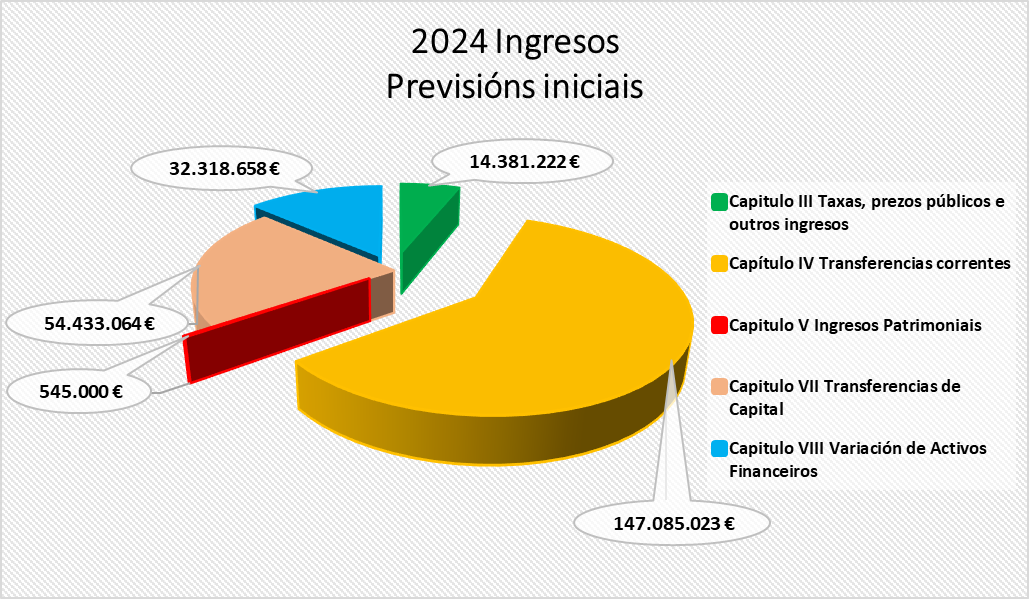 2024 Ingresos
Previsións iniciais
32.318.658 €
14.381.222 €
54.433.064 €
545.000 €
147.085.023 €
Capitulo III Taxas, prezos públicos e
outros ingresos
Capítulo IV Transferencias correntes
Capitulo V Ingresos Patrimoniais
Capitulo VII Transferencias de
Capital
Capitulo VIII Variación de Activos
Financeiros